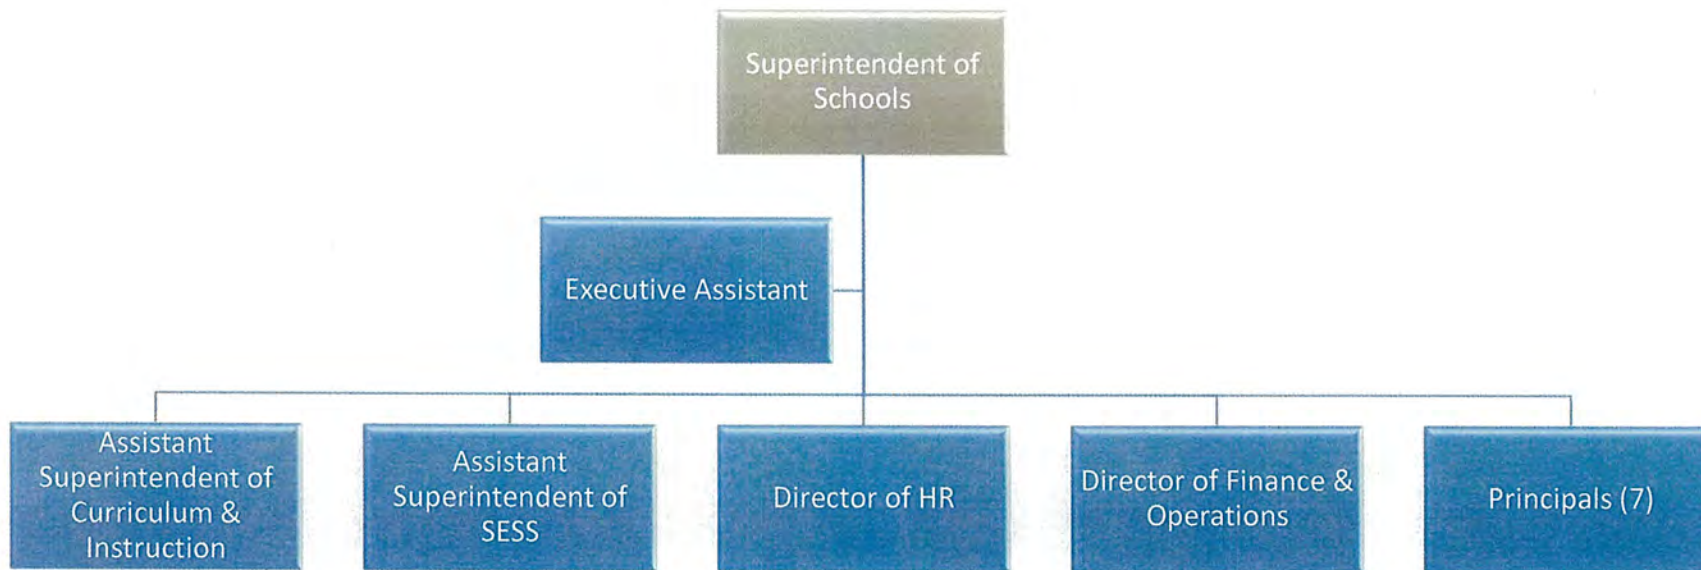 Superintendent of
Schools
Executive Assistant
Assistant
Superintendent of
Curriculum &
Instruction
Assistant
Superintendent of
SESS
Director of HR
Director of Finance &
Operations
Principals (7)